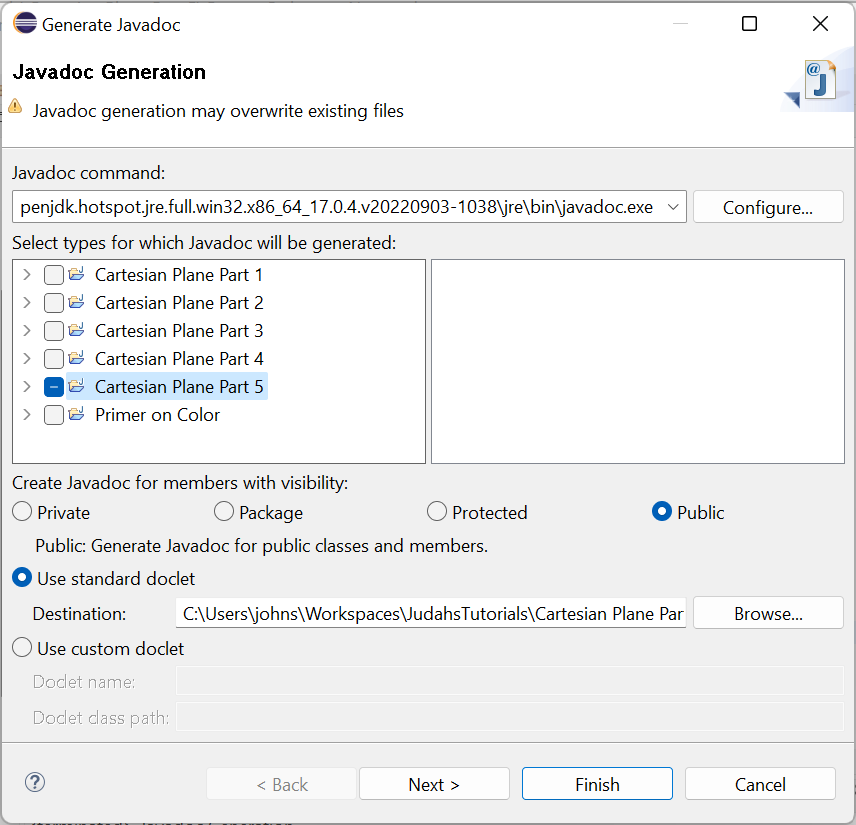 Generate Javadoc
Javadoc Generation
Javadoc generation may overwrite existing files
Javadoc command:
penjdk.hotspot.jre.full.win32.x86_64_17.0.4.v20220903-1038\jre\bin\javadoc.exe
Configure...
Select types for which Javadoc will be generated:
Cartesian Plane Part 1
Cartesian Plane Part 2
Cartesian Plane Part 3
Cartesian Plane Part 4
Cartesian Plane Part 5
Primer on Color
Create Javadoc for members with visibility:
Private Package Protected Public
Public: Generate Javadoc for public classes and members.
Use standard doclet
Destination: C:\Users\johns\Workspaces\JudahsTutorials\Cartesian Plane Par Browse...
Use custom doclet
Doclet name:
Doclet class path:
< Back Next > Finish Cancel